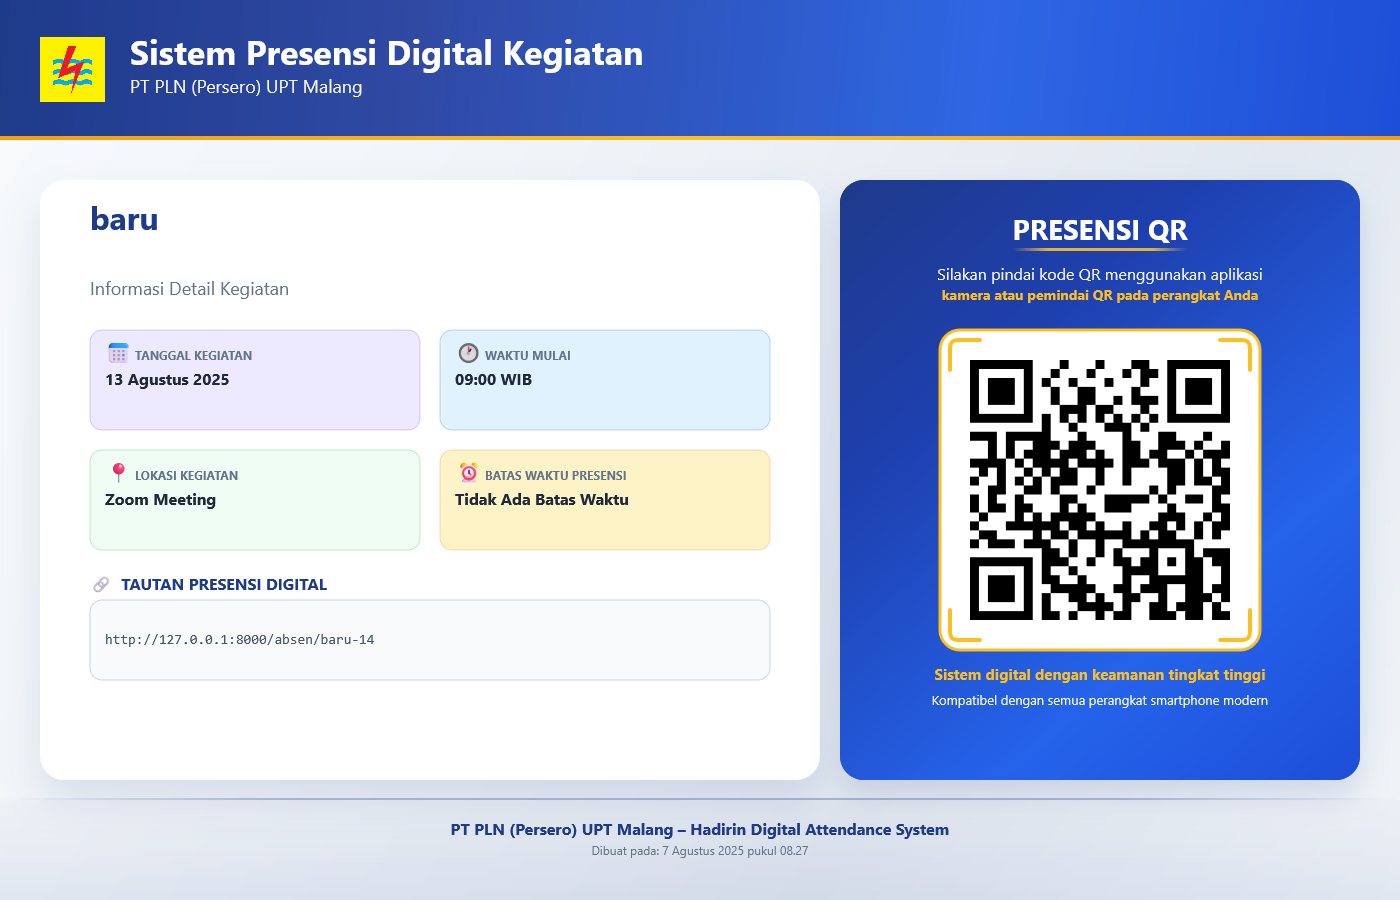 Sistem Presensi Digital Kegiatan
PT PLN (Persero) UPT Malang
baru
Informasi Detail Kegiatan
TANGGAL KEGIATAN
13 Agustus 2025
WAKTU MULAI
09:00 WIB
LOKASI KEGIATAN
Zoom Meeting
BATAS WAKTU PRESENSI
Tidak Ada Batas Waktu
TAUTAN PRESENSI DIGITAL
http://127.0.0.1:8000/absen/baru-14
PRESENSI QR
Silakan pindai kode QR menggunakan aplikasi
kamera atau pemindai QR pada perangkat Anda
Sistem digital dengan keamanan tingkat tinggi
Kompatibel dengan semua perangkat smartphone modern
PT PLN (Persero) UPT Malang – Hadirin Digital Attendance System
Dibuat pada: 7 Agustus 2025 pukul 08.27